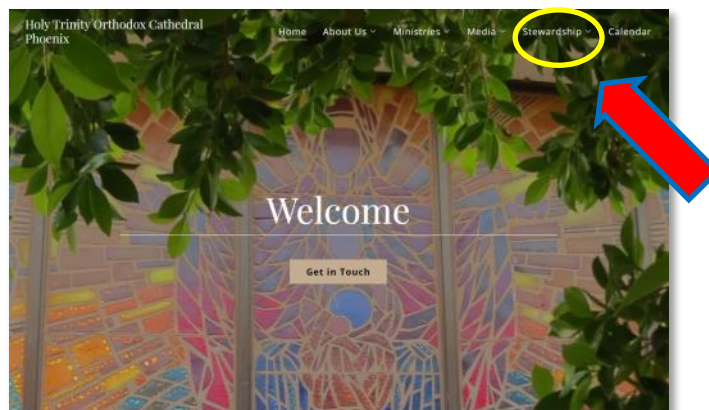 Holy Trinity Orthodox Cathedral
Phoenix
Home About Us Ministries Media Stewardship Calendar
Welcome
Get in Touch